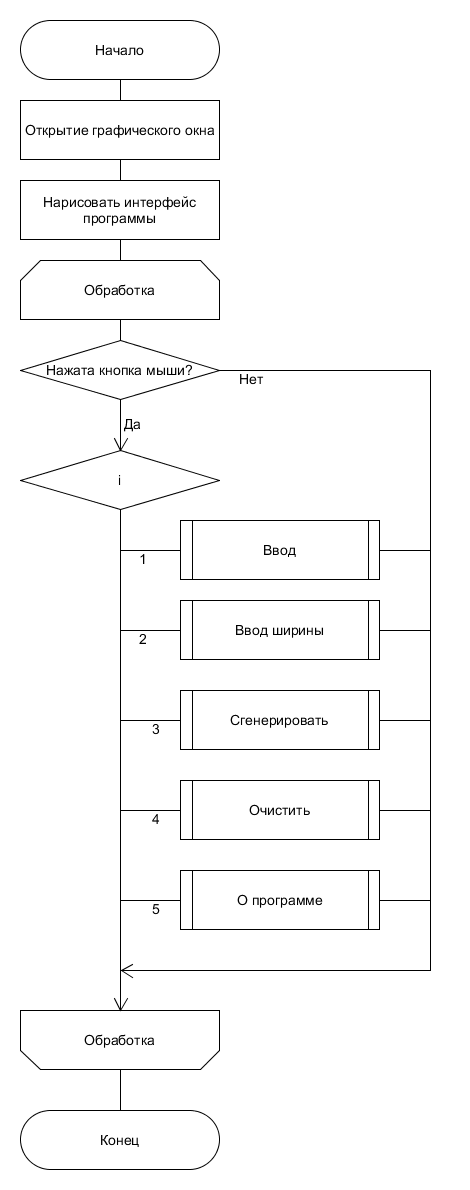 Начало
Открытие графического окна
Нарисовать интерфейс
программы
Обработка
Нажата кнопка мыши?
Нет
Да
i
Ввод
1
Ввод ширины
2
Сгенерировать
3
Очистить
4
О программе
5
Обработка
Конец